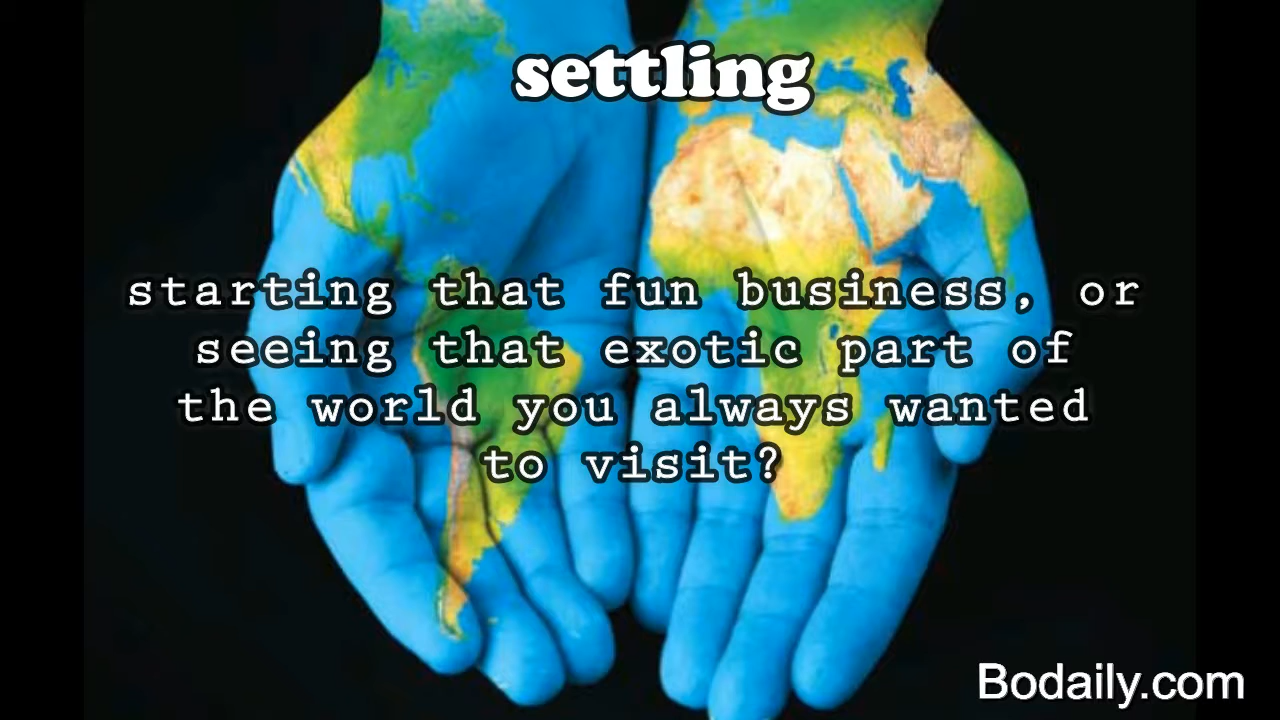 settling
starting that fun business, or
seeing that exotic part of
the world you always wanted
to visit?
Bodaily.com